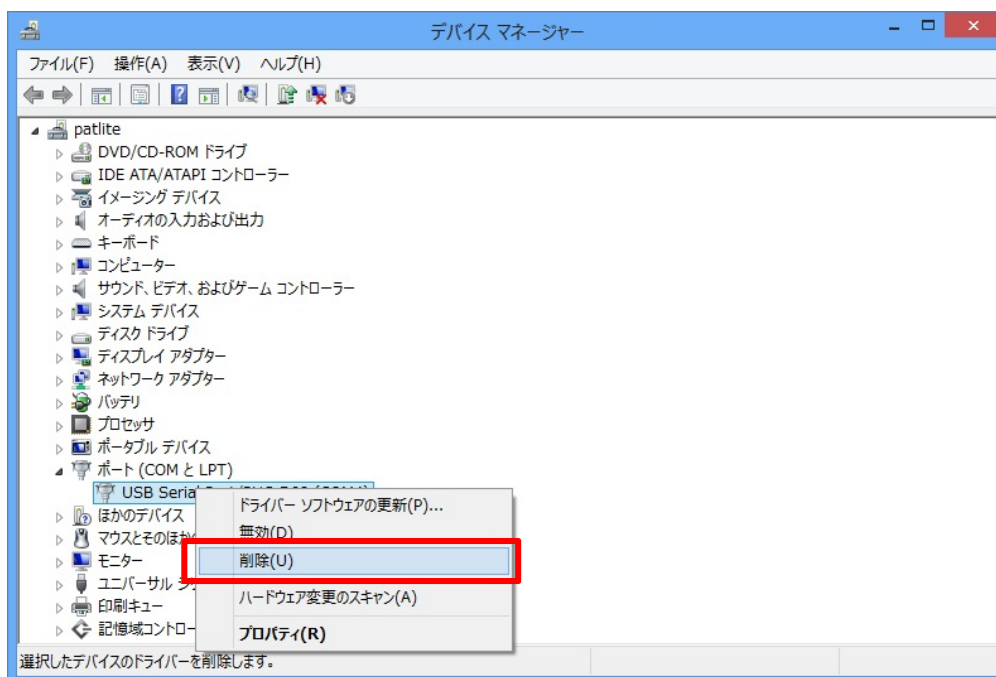 デバイス マネージャー
ファイル(F) 操作(A) 表示(V) ヘルプ(H)
patlite
DVD/CD-ROM ドライブ
IDE ATA/ATAPI コントローラー
イメージング デバイス
オーディオの入力および出力
キーボード
コンピューター
サウンド、ビデオ、およびゲーム コントローラー
システム デバイス
ディスク ドライブ
ディスプレイ アダプター
ネットワーク アダプター
バッテリ
プロセッサ
ポータブル デバイス
ポート (COM と LPT)
USB Serial
ほかのデバイス
マウスとそのほか
モニター
ユニバーサル
印刷キュー
記憶域コントロー
ドライバー ソフトウェアの更新(P)...
無効(D)
削除(U)
ハードウェア変更のスキャン(A)
プロパティ(R)
選択したデバイスのドライバーを削除します。